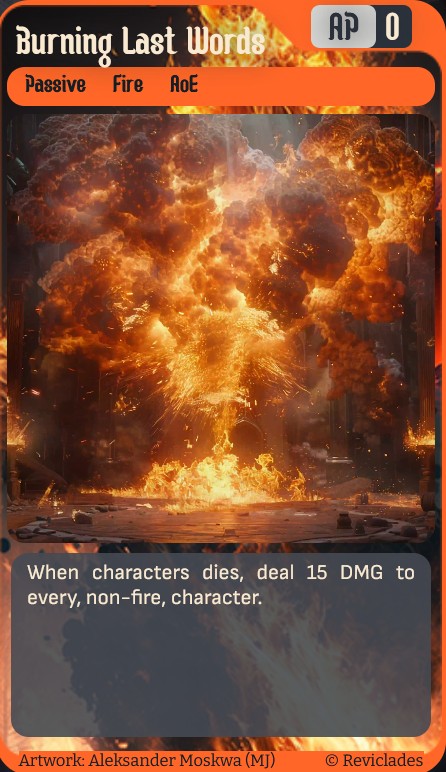 Burning Last Words
AP 0
Passive Fire AoE
When characters dies, deal 15 DMG to
every, non-fire, character.
Artwork: Aleksander Moskwa (MJ) © Reviclades